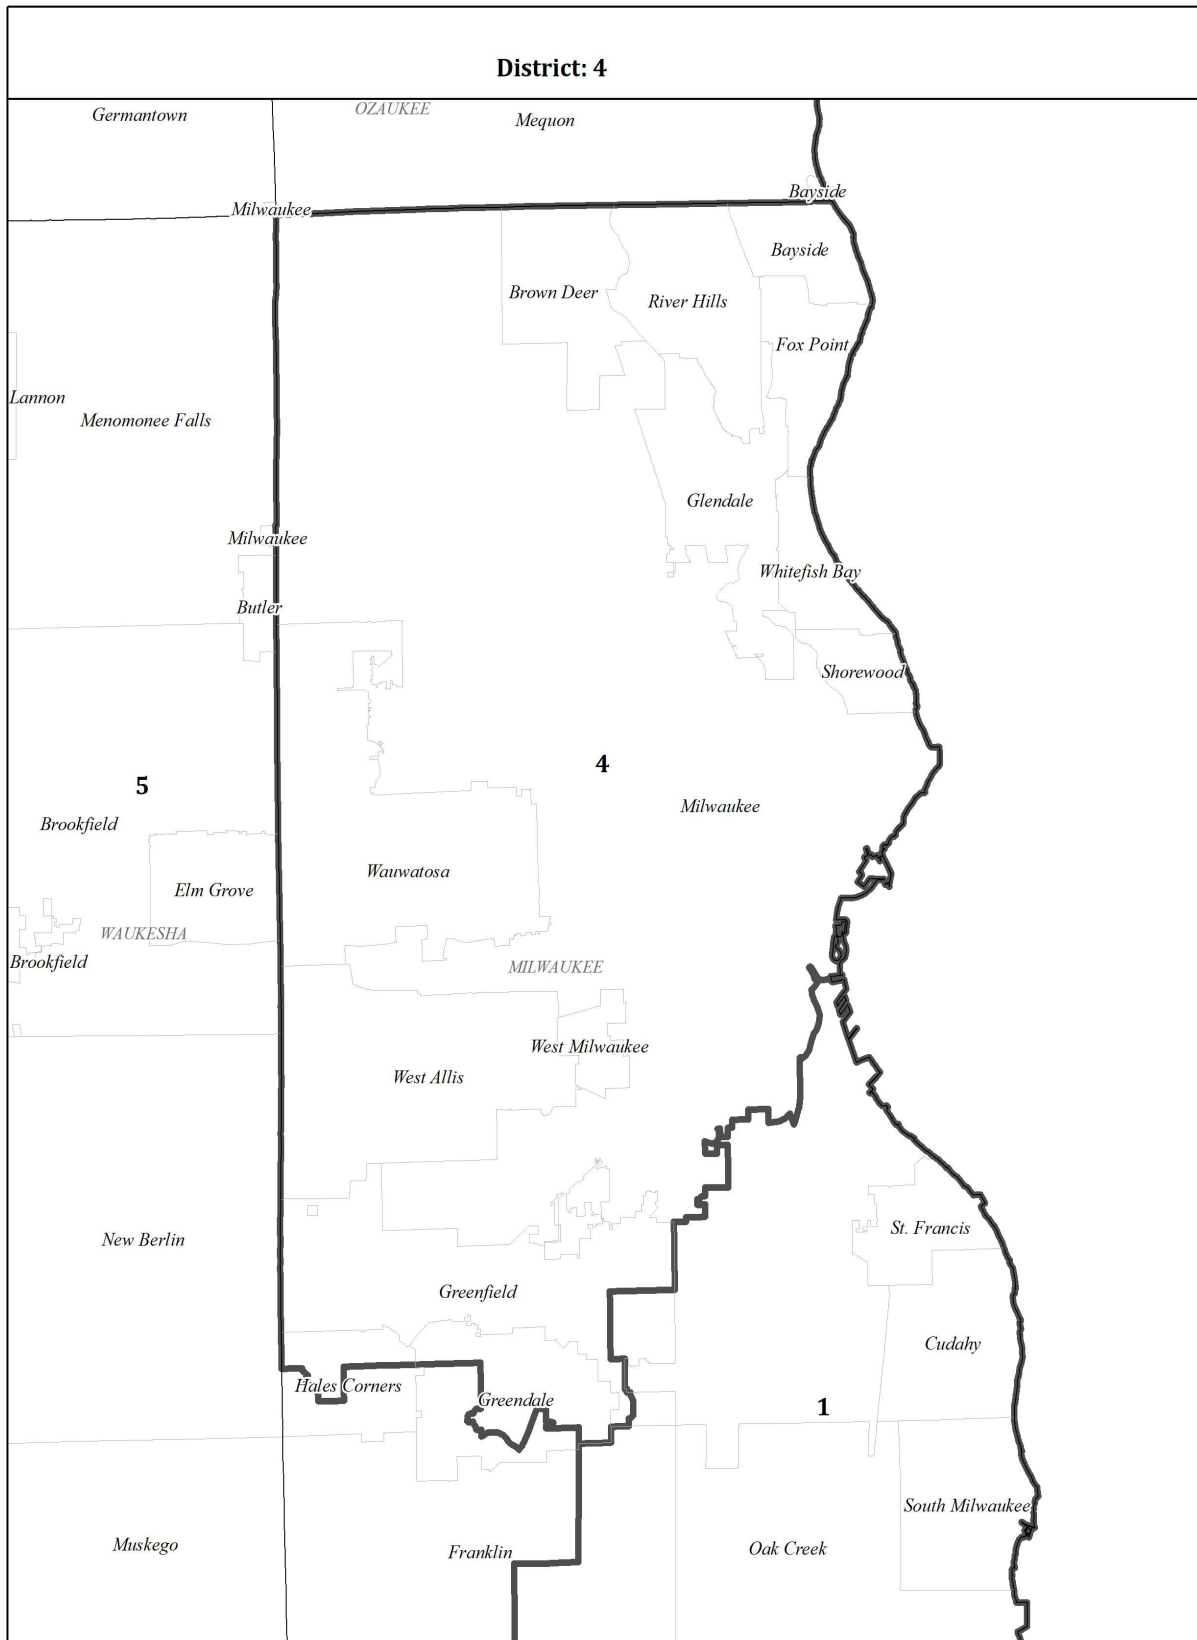 District: 4
OZAUKEE
Germantown
Mequon
Bayside
Milwaukee
Bayside
Brown Deer
River Hills
Fox Point
Lannon
Menomonee Falls
Glendale
Milwaukee
Whitefish Bay
Butler
Shorewood
4
5
Milwaukee
Brookfield
Wauwatosa
Elm Grove
WAUKESHA
Brookfield
MILWAUKEE
West Milwaukee
West Allis
St. Francis
New Berlin
Greenfield
Cudahy
Hales Corners
Greendale
1
South Milwaukee
Muskego
Franklin
Oak Creek